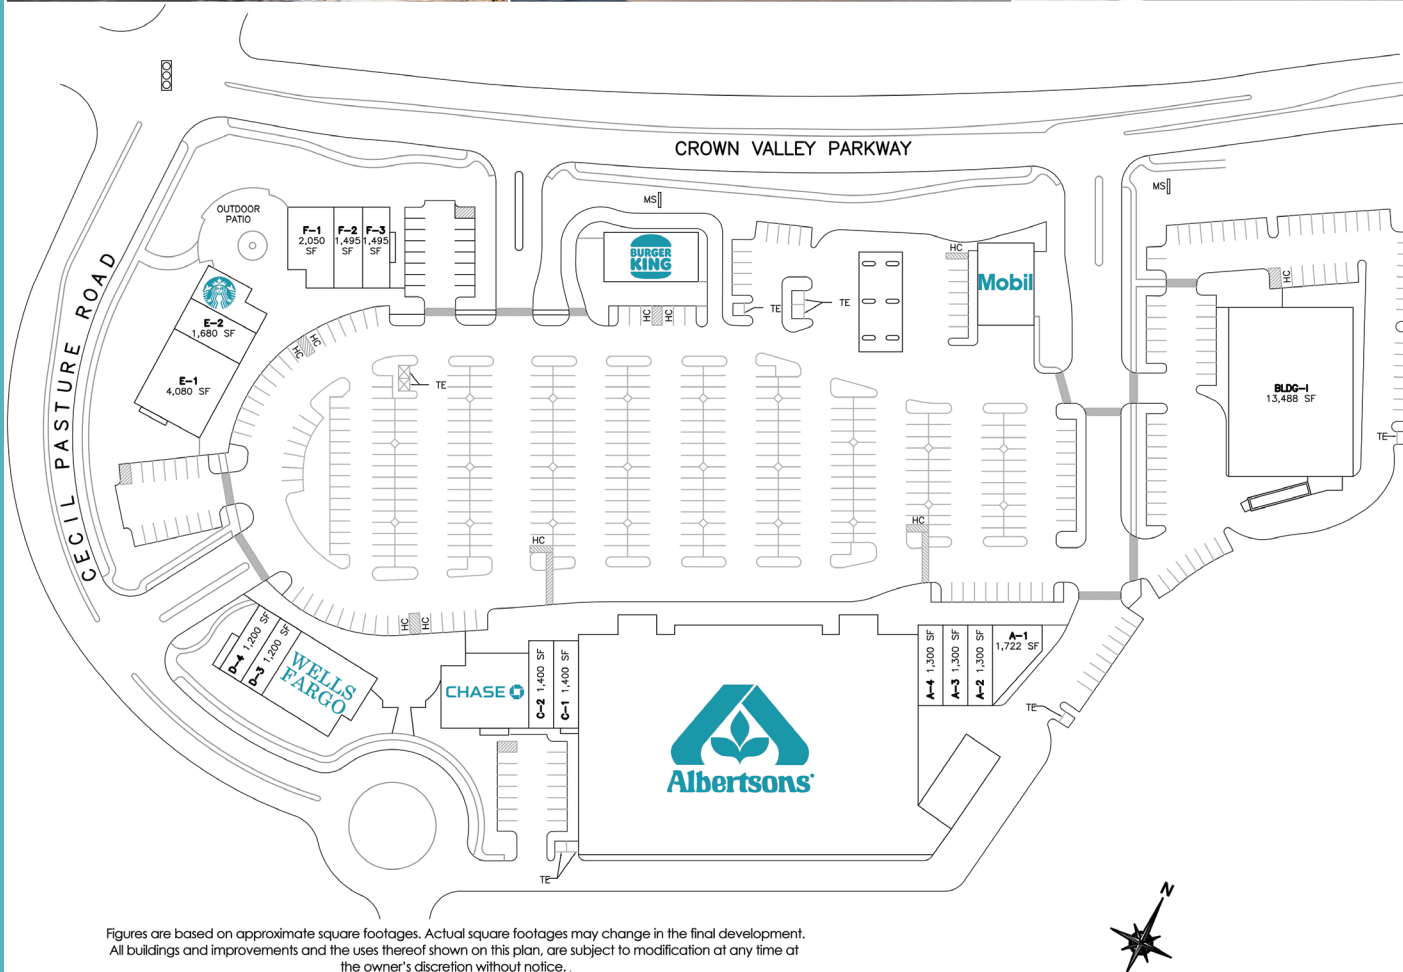 CROWN VALLEY PARKWAY
MS
MS
OUTDOOR
PATIO
F-1
2,050
SF
F-2
1,495
SF
F-3
1,495
SF
BURGER
KING
HC
Mobil
HC
CECIL PASTURE ROAD
E-2
1,680 SF
TE
TE
HC
HC
HC
HC
E-1
4,080 SF
TE
BLDG-I
13,488 SF
TE
HC
HC
HC
HC
D-4 1,200 SF
D-3 1,200 SF
WELLS
FARGO
CHASE
C-2 1,400 SF
C-1 1,400 SF
A-4 1,300 SF
A-3 1,300 SF
A-2 1,300 SF
A-1
1,722 SF
TE
Albertsons
TE
N
Figures are based on approximate square footages. Actual square footages may change in the final development.
All buildings and improvements and the uses thereof shown on this plan, are subject to modification at any time at
the owner's discretion without notice. .